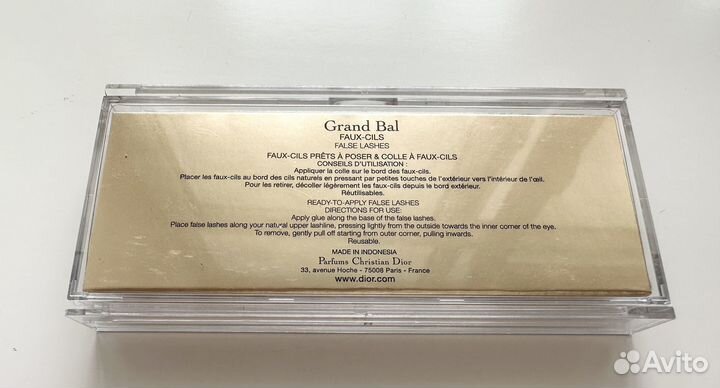 Grand Bal
FAUX-CILS
FALSE LASHES
FAUX-CILS PRÊTS À POSER & COLLE À FAUX-CILS
CONSEILS D'UTILISATION :
Appliquer la colle sur le bord des faux-cils.
Placer les faux-cils au bord des cils naturels en pressant par petites touches de l'extérieur vers l'intérieur de l'œil.
Pour les retirer, décoller légèrement les faux-cils depuis le bord extérieur.
Réutilisables.
READY-TO-APPLY FALSE LASHES
DIRECTIONS FOR USE:
Apply glue along the base of the false lashes.
Place false lashes along your natural upper lashline, pressing lightly from the outside towards the inner corner of the eye.
To remove, gently pull off starting from outer corner, pulling inwards.
Reusable.
MADE IN INDONESIA
Parfums Christian Dior
33, avenue Hoche - 75008 Paris - France
www.dior.com
Avito